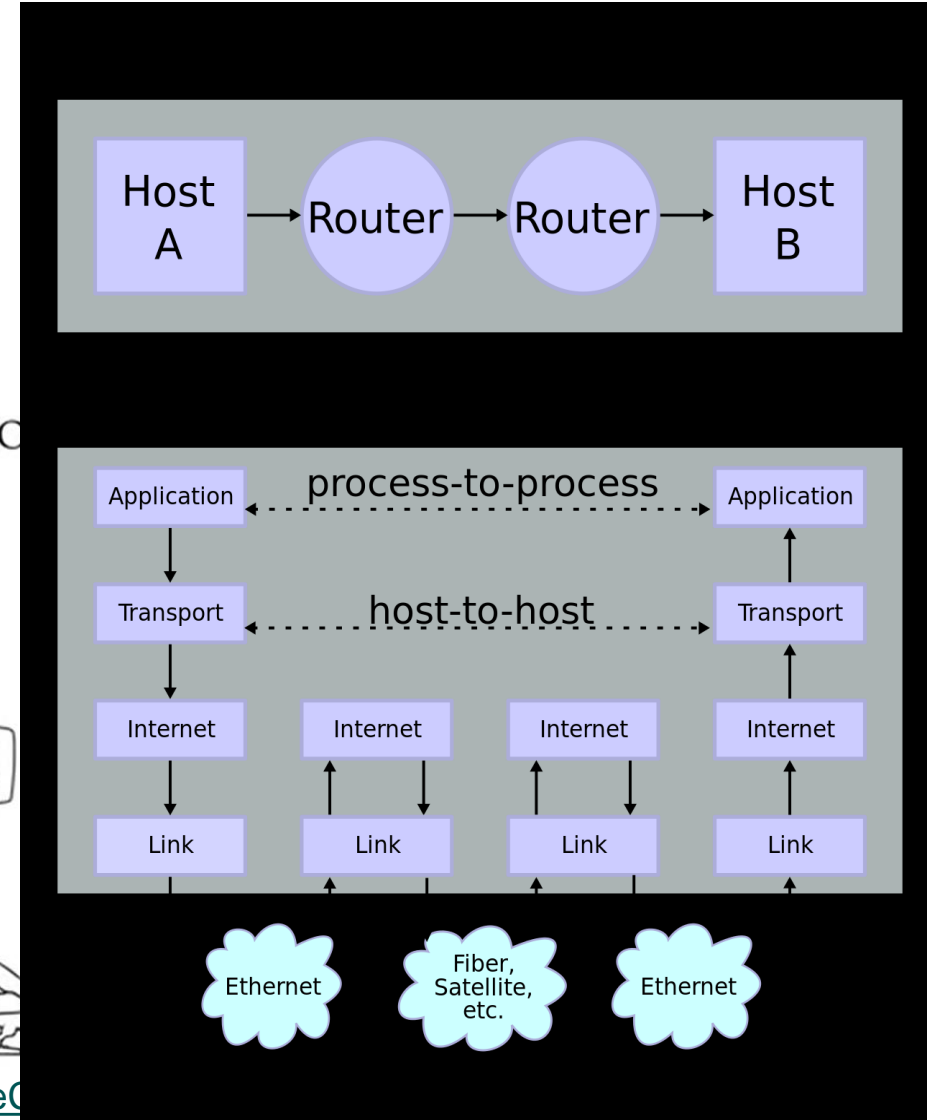 Host
A
Router
Router
Host
B
process-to-process
Application
Application
host-to-host
Transport
Transport
Internet
Internet
Internet
Internet
Link
Link
Link
Link
Ethernet
Fiber,
Satellite,
etc.
Ethernet